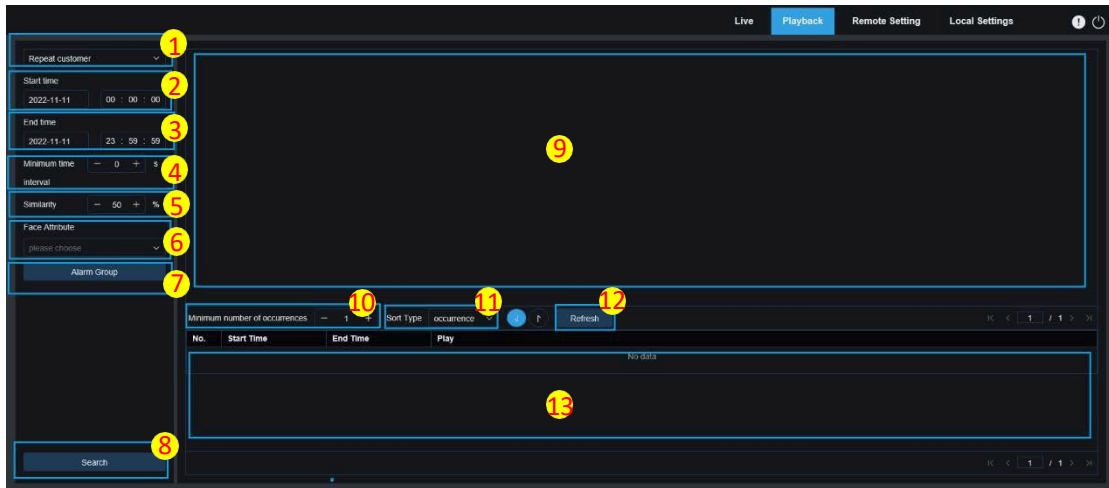 Live Playback Remote Setting Local Settings !
1
Repeat customer
Start time
2
2022-11-11 00 : 00 : 00
End time
3
2022-11-11 23 : 59 : 59
Minimum time − 0 + s
4
interval
Similarity − 50 + %
5
Face Attribute
6
please choose
Alarm Group
7
9
10 11 12
Minimum number of occurrences − 1 + Sort Type occurrence Refresh 1 / 1
No. Start Time End Time Play
No data
13
8
Search
1 / 1